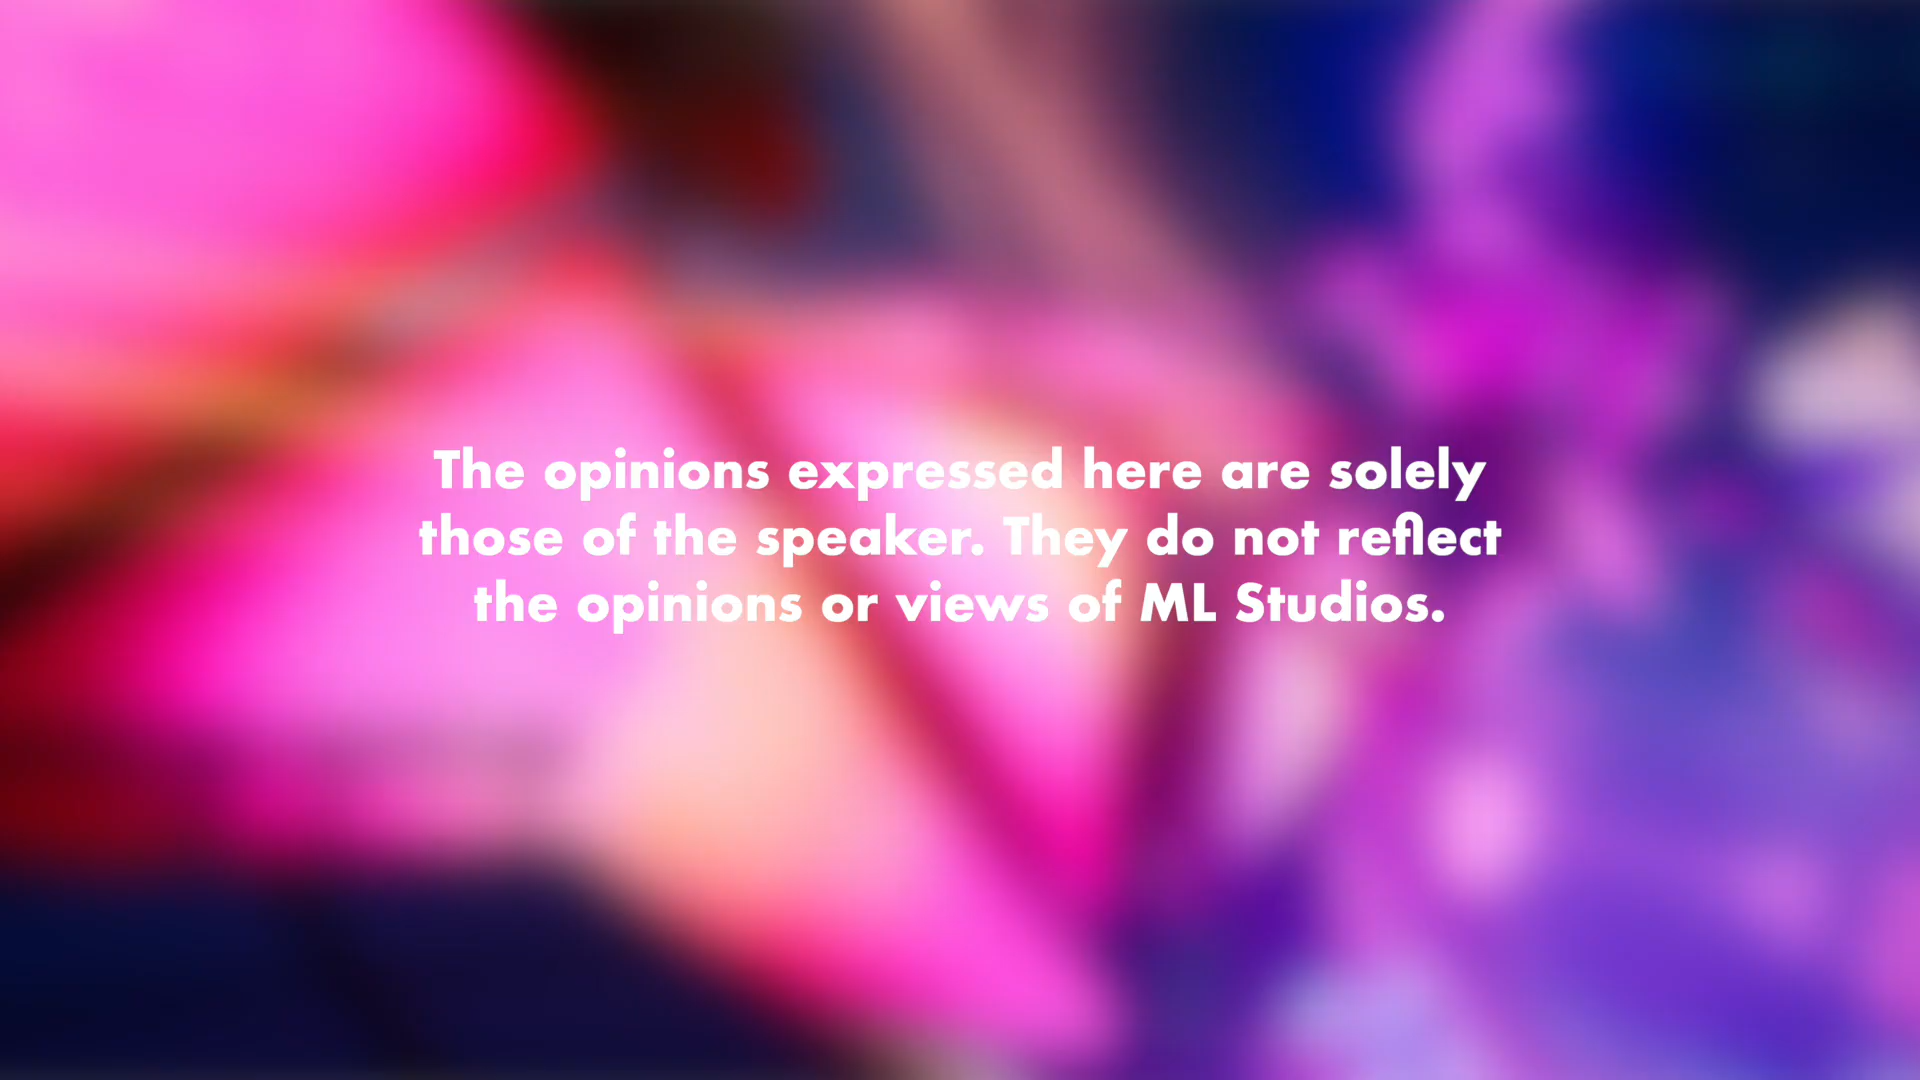 The opinions expressed here are solely
those of the speaker. They do not reflect
the opinions or views of ML Studios.